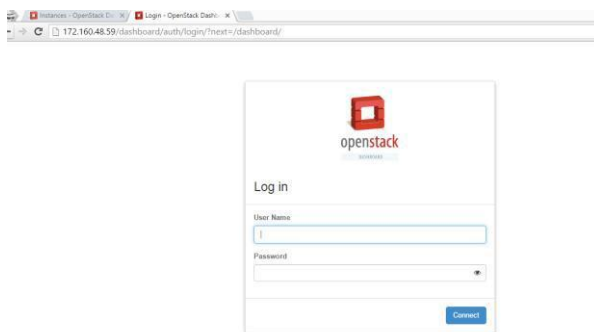 Instances - OpenStack Da
Login - OpenStack Dashb
172.160.48.59/dashboard/auth/login/?next=/dashboard/
openstack
DASHBOARD
Log in
User Name
Password
Connect